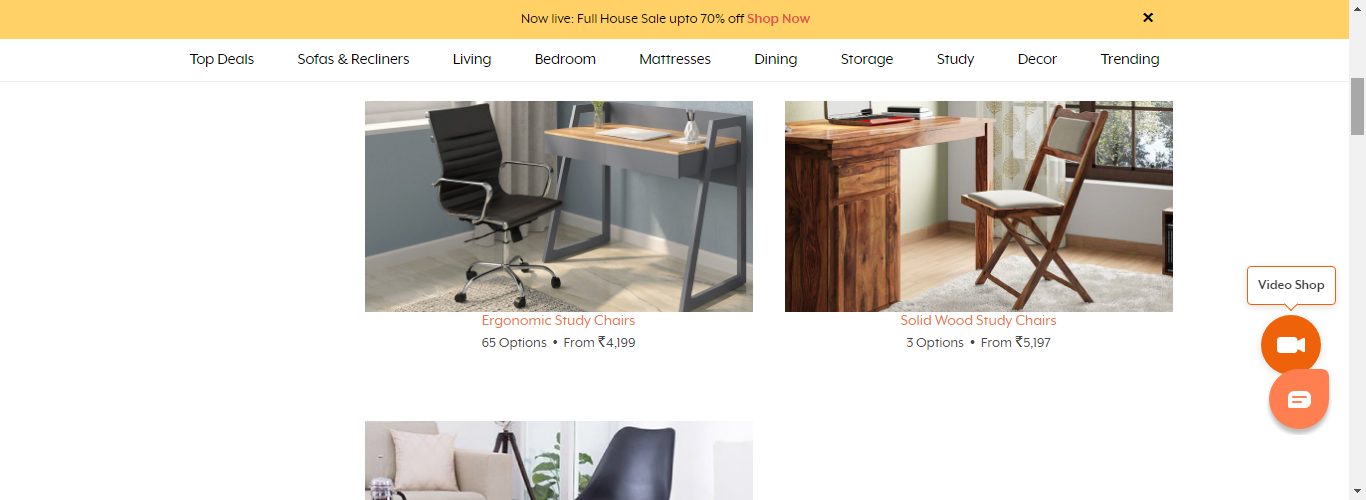 Now live: Full House Sale upto 70% off Shop Now
Top Deals Sofas & Recliners Living Bedroom Mattresses Dining Storage Study Decor Trending
Ergonomic Study Chairs
65 Options • From ₹4,199
Solid Wood Study Chairs
3 Options • From ₹5,197
Video Shop